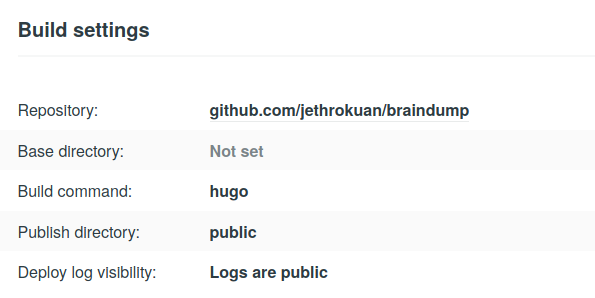 Build settings
Repository: github.com/jethrokuan/braindump
Base directory: Not set
Build command: hugo
Publish directory: public
Deploy log visibility: Logs are public